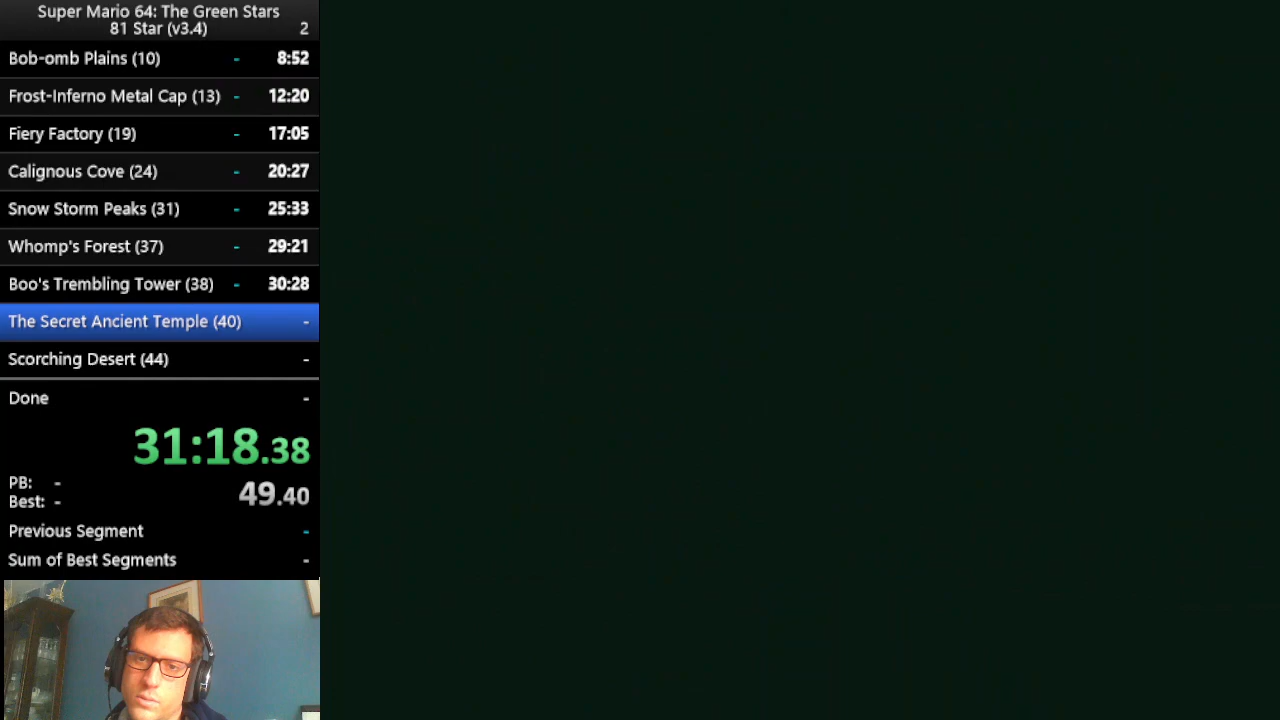 Super Mario 64: The Green Stars
81 Star (v3.4) 2
Bob-omb Plains (10) - 8:52
Frost-Inferno Metal Cap (13) - 12:20
Fiery Factory (19) - 17:05
Calignous Cove (24) - 20:27
Snow Storm Peaks (31) - 25:33
Whomp's Forest (37) - 29:21
Boo's Trembling Tower (38) - 30:28
The Secret Ancient Temple (40) -
Scorching Desert (44) -
Done -
31:18.38
PB: - 49.40
Best: -
Previous Segment -
Sum of Best Segments -